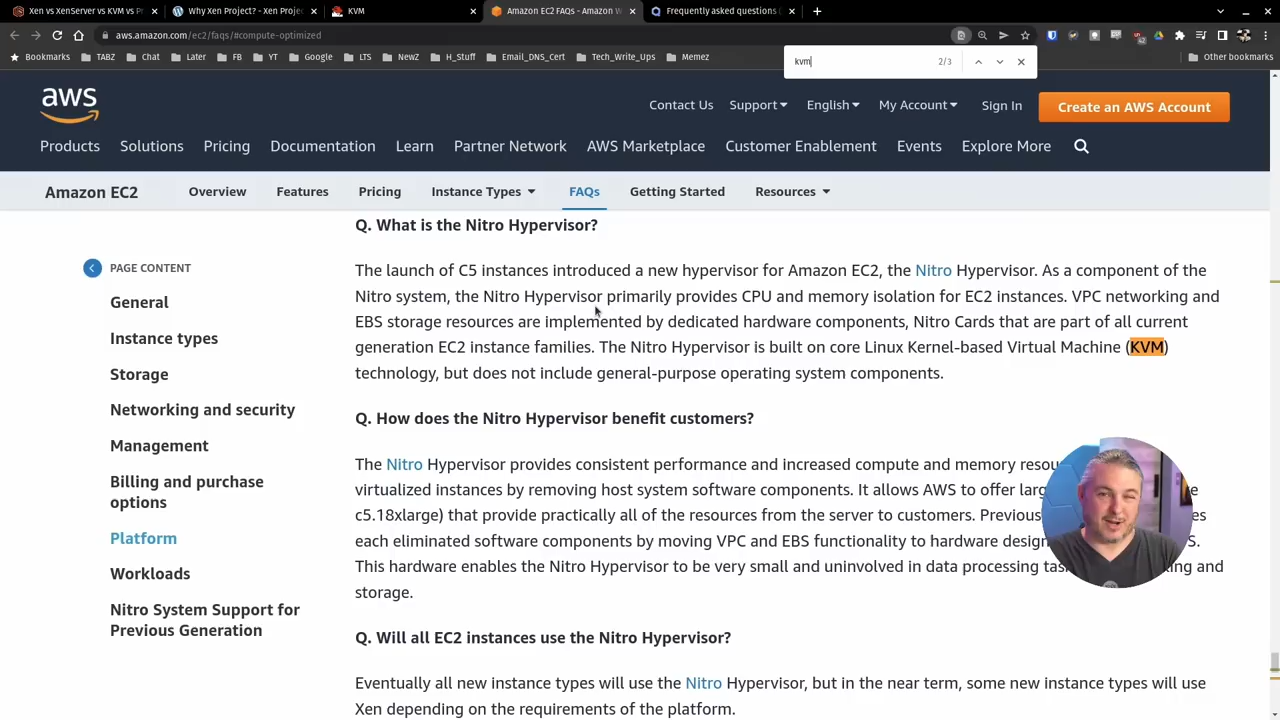 Xen vs XenServer vs KVM vs Pr
Why Xen Project? - Xen Projec
KVM
Amazon EC2 FAQs - Amazon W
Frequently asked questions (
aws.amazon.com/ec2/faqs/#compute-optimized
Bookmarks TABZ Chat Later FB YT Google LTS NewZ H_Stuff Email_DNS_Cert Tech_Write_Ups Memez Other bookmarks
kvm 2/3
aws
Contact Us Support English My Account Sign In Create an AWS Account
Products Solutions Pricing Documentation Learn Partner Network AWS Marketplace Customer Enablement Events Explore More
Amazon EC2 Overview Features Pricing Instance Types FAQs Getting Started Resources
PAGE CONTENT
General
Instance types
Storage
Networking and security
Management
Billing and purchase
options
Platform
Workloads
Nitro System Support for
Previous Generation
Q. What is the Nitro Hypervisor?
The launch of C5 instances introduced a new hypervisor for Amazon EC2, the Nitro Hypervisor. As a component of the
Nitro system, the Nitro Hypervisor primarily provides CPU and memory isolation for EC2 instances. VPC networking and
EBS storage resources are implemented by dedicated hardware components, Nitro Cards that are part of all current
generation EC2 instance families. The Nitro Hypervisor is built on core Linux Kernel-based Virtual Machine (KVM)
technology, but does not include general-purpose operating system components.
Q. How does the Nitro Hypervisor benefit customers?
The Nitro Hypervisor provides consistent performance and increased compute and memory
virtualized instances by removing host system software components. It allows AWS to offer
c5.18xlarge) that provide practically all of the resources from the server to customers.
each eliminated software components by moving VPC and EBS functionality to hardware
This hardware enables the Nitro Hypervisor to be very small and uninvolved in data processing and
storage.
Q. Will all EC2 instances use the Nitro Hypervisor?
Eventually all new instance types will use the Nitro Hypervisor, but in the near term, some new instance types will use
Xen depending on the requirements of the platform.